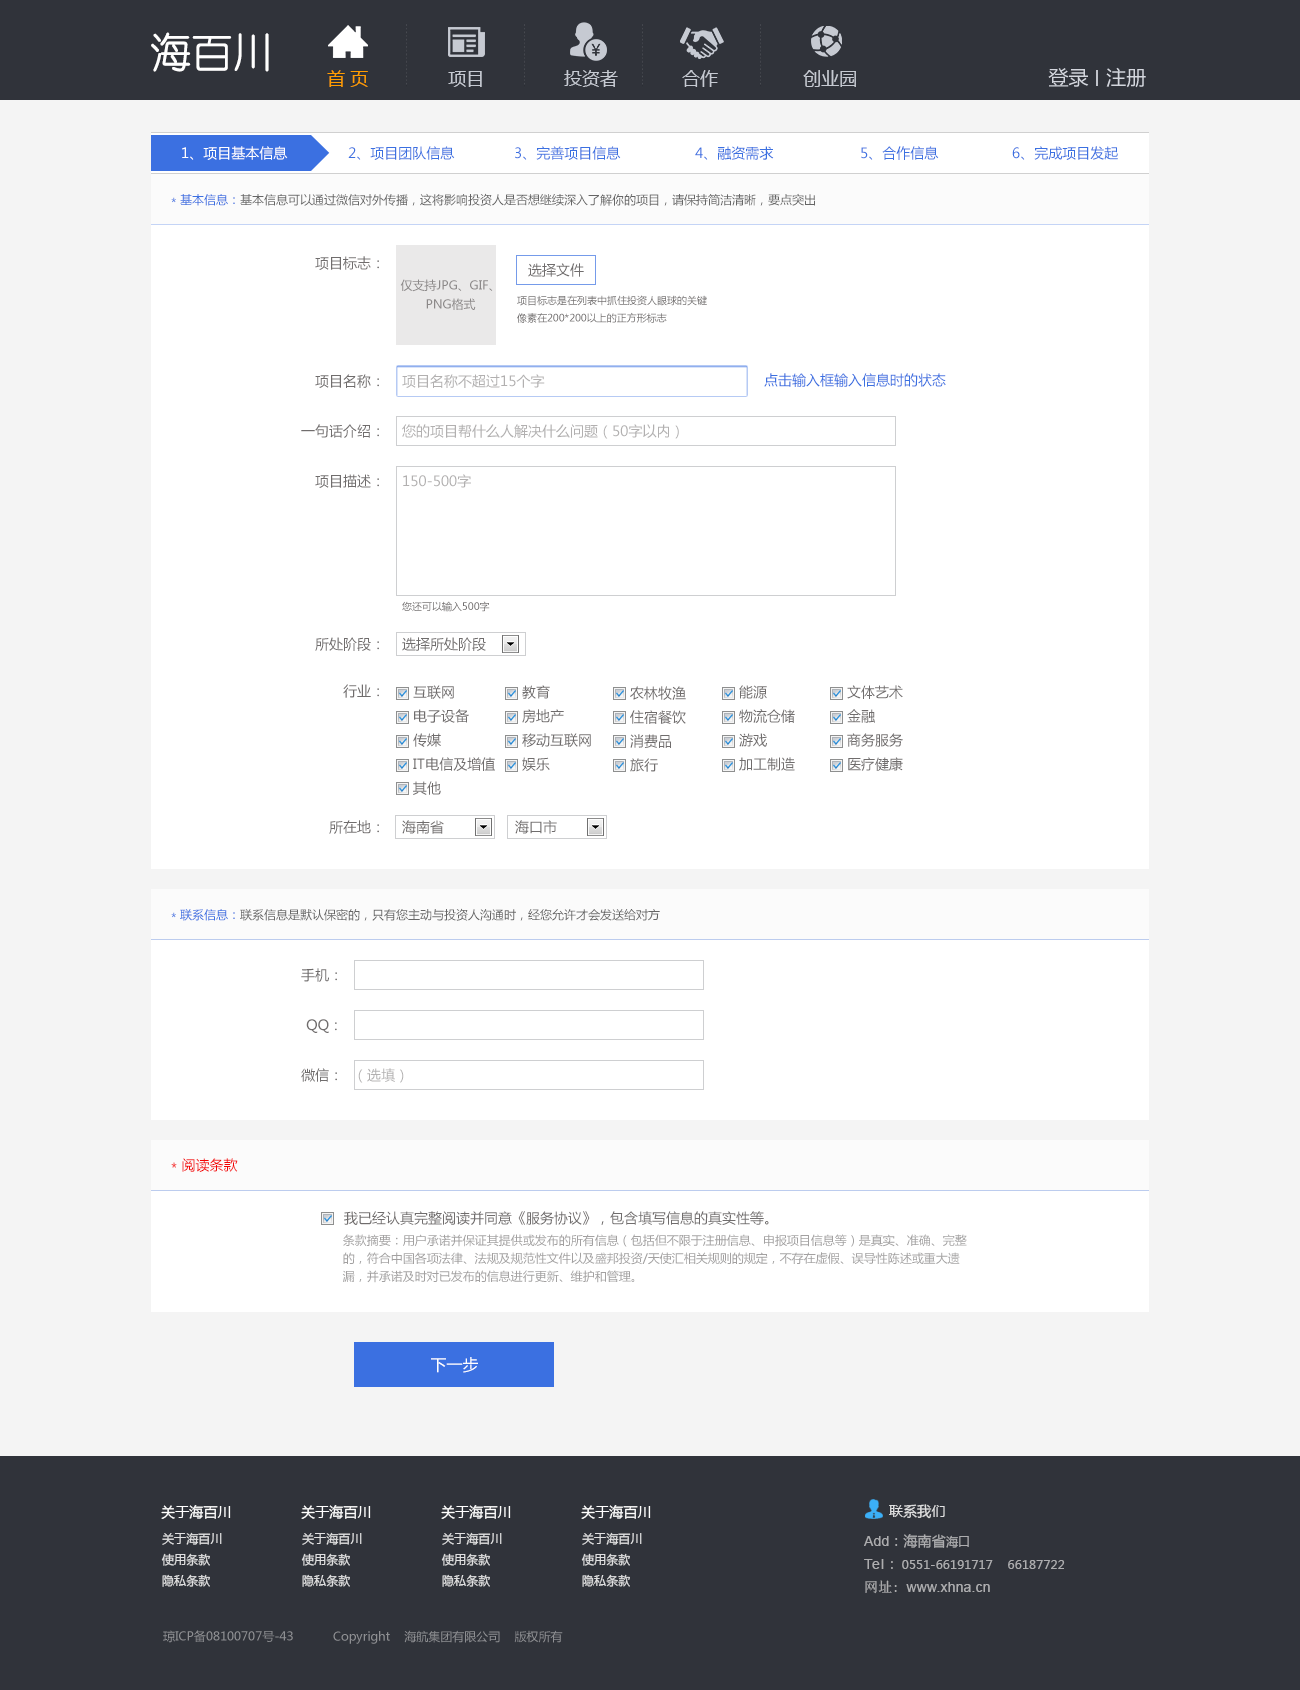 海百川
首 页 项目 投资者 合作 创业园 登录 | 注册
1、项目基本信息 2、项目团队信息 3、完善项目信息 4、融资需求 5、合作信息 6、完成项目发起
* 基本信息：基本信息可以通过微信对外传播，这将影响投资人是否想继续深入了解你的项目，请保持简洁清晰，要点突出
项目标志：
仅支持JPG、GIF、
PNG格式
选择文件
项目标志是在列表中抓住投资人眼球的关键
像素在200*200以上的正方形标志
项目名称： 项目名称不超过15个字 点击输入框输入信息时的状态
一句话介绍： 您的项目帮什么人解决什么问题（50字以内）
项目描述： 150-500字
您还可以输入500字
所处阶段： 选择所处阶段
行业： 互联网 教育 农林牧渔 能源 文体艺术
电子设备 房地产 住宿餐饮 物流仓储 金融
传媒 移动互联网 消费品 游戏 商务服务
IT电信及增值 娱乐 旅行 加工制造 医疗健康
其他
所在地： 海南省 海口市
* 联系信息：联系信息是默认保密的，只有您主动与投资人沟通时，经您允许才会发送给对方
手机：
QQ：
微信： （选填）
* 阅读条款
我已经认真完整阅读并同意《服务协议》，包含填写信息的真实性等。
条款摘要：用户承诺并保证其提供或发布的所有信息（包括但不限于注册信息、申报项目信息等）是真实、准确、完整
的，符合中国各项法律、法规及规范性文件以及盛邦投资/天使汇相关规则的规定，不存在虚假、误导性陈述或重大遗
漏，并承诺及时对已发布的信息进行更新、维护和管理。
下一步
关于海百川 关于海百川 关于海百川 关于海百川 联系我们
关于海百川 关于海百川 关于海百川 关于海百川
使用条款 使用条款 使用条款 使用条款
隐私条款 隐私条款 隐私条款 隐私条款
Add：海南省海口
Tel：0551-66191717 66187722
网址：www.xhna.cn
琼ICP备08100707号-43 Copyright 海航集团有限公司 版权所有